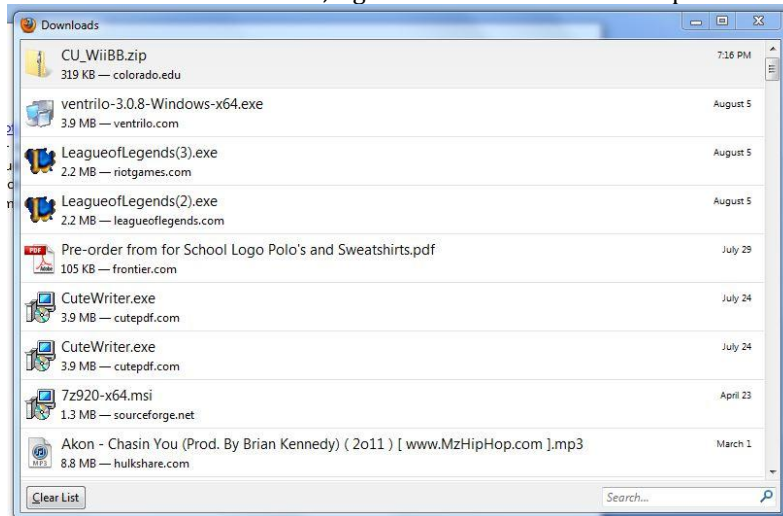 Downloads
CU_WiiBB.zip
7:16 PM
319 KB — colorado.edu
ventrilo-3.0.8-Windows-x64.exe
August 5
3.9 MB — ventrilo.com
LeagueofLegends(3).exe
August 5
2.2 MB — riotgames.com
LeagueofLegends(2).exe
August 5
2.2 MB — leagueoflegends.com
PDF
Adobe
Pre-order from for School Logo Polo's and Sweatshirts.pdf
July 29
105 KB — frontier.com
CuteWriter.exe
July 24
3.9 MB — cutepdf.com
CuteWriter.exe
July 24
3.9 MB — cutepdf.com
7z920-x64.msi
April 23
1.3 MB — sourceforge.net
MP3
Akon - Chasin You (Prod. By Brian Kennedy) ( 2o11 ) [ www.MzHipHop.com ].mp3
March 1
8.8 MB — hulkshare.com
Clear List
Search...